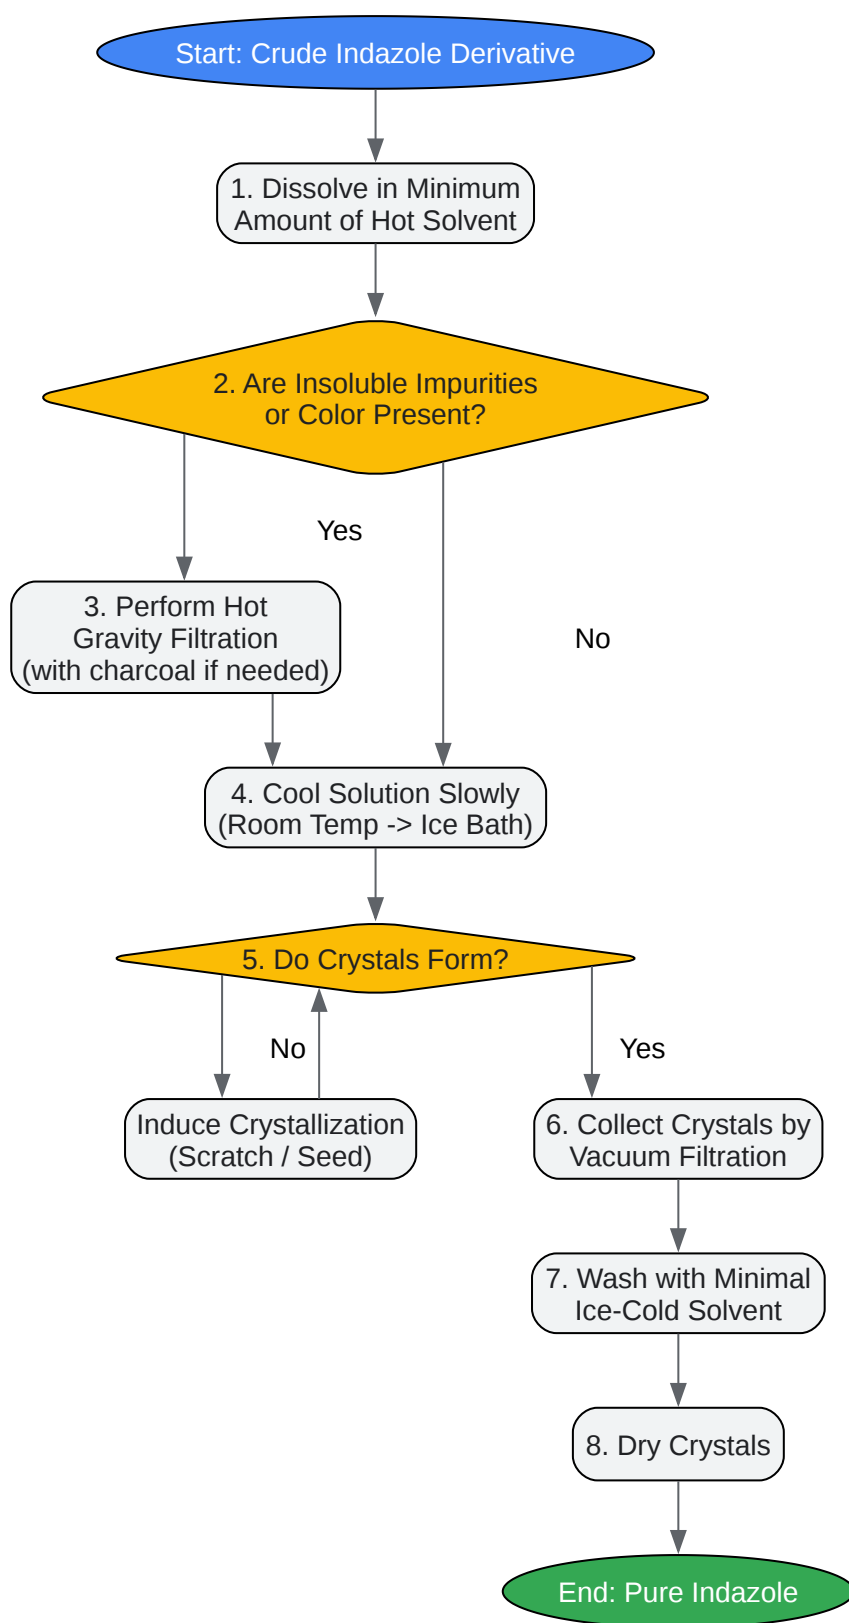 Start: Crude Indazole Derivative
1. Dissolve in Minimum
Amount of Hot Solvent
2. Are Insoluble Impurities
or Color Present?
Yes
3. Perform Hot
Gravity Filtration
(with charcoal if needed)
No
4. Cool Solution Slowly
(Room Temp -> Ice Bath)
5. Do Crystals Form?
No
Yes
Induce Crystallization
(Scratch / Seed)
6. Collect Crystals by
Vacuum Filtration
7. Wash with Minimal
Ice-Cold Solvent
8. Dry Crystals
End: Pure Indazole